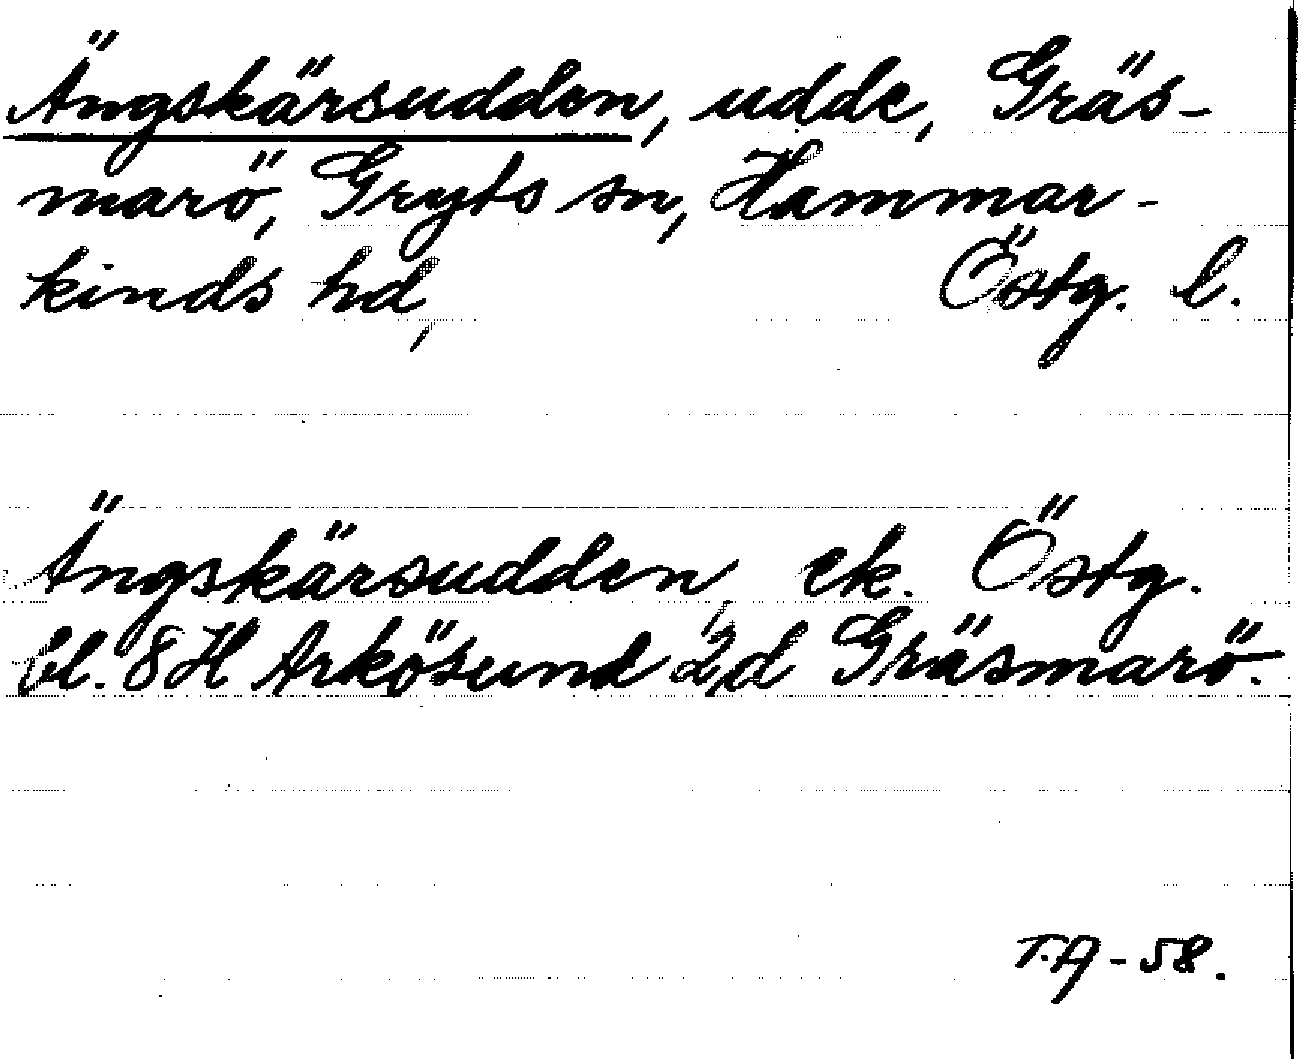 Ängskärsudden, udde, Gräs-
marö, Gryts sn, Hammar-
kinds hd, Östg. l.
Ängskärsudden, ek. Östg.
bl. 8H Arkösund 2d Gräsmarö.
T.A-58.